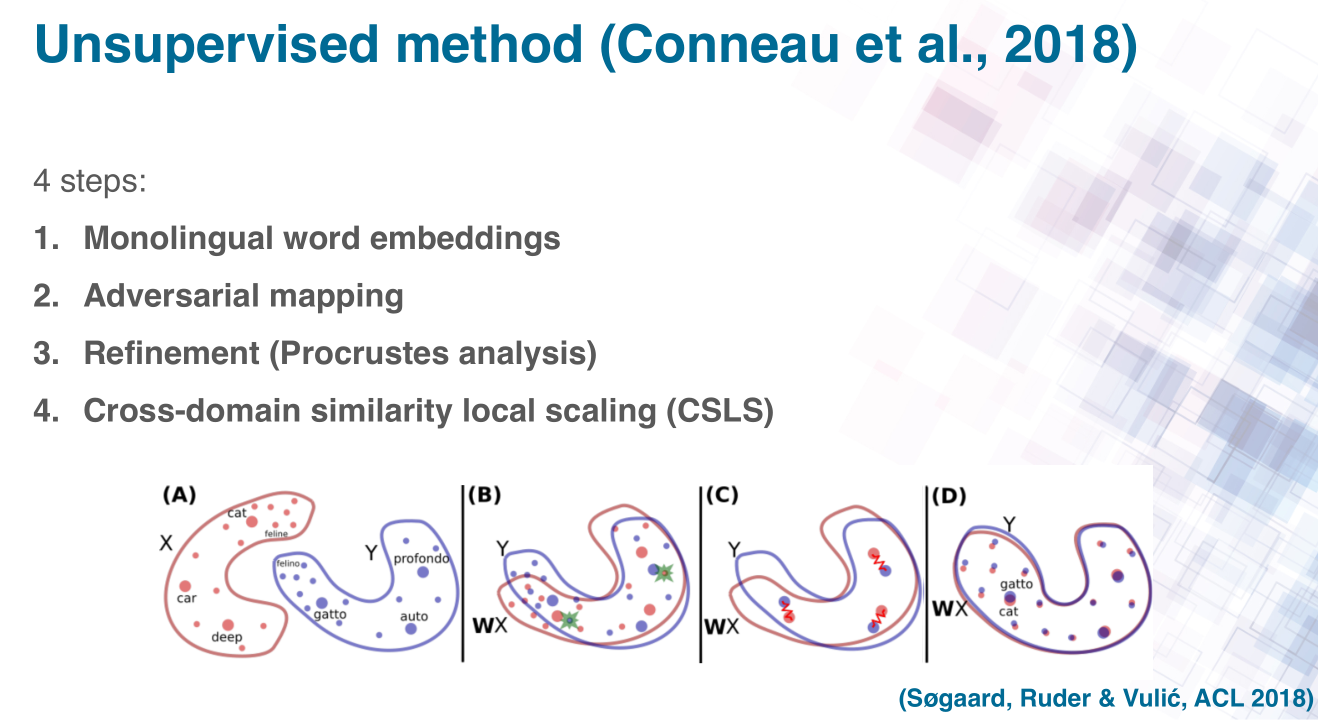 Unsupervised method (Conneau et al., 2018)
4 steps:
1. Monolingual word embeddings
2. Adversarial mapping
3. Refinement (Procrustes analysis)
4. Cross-domain similarity local scaling (CSLS)
(A)
cat
feline
X
car
deep
Y
felino
profondo
gatto
auto
(B)
Y
WX
(C)
Y
WX
(D)
Y
gatto
WX
cat
(Søgaard, Ruder & Vulić, ACL 2018)